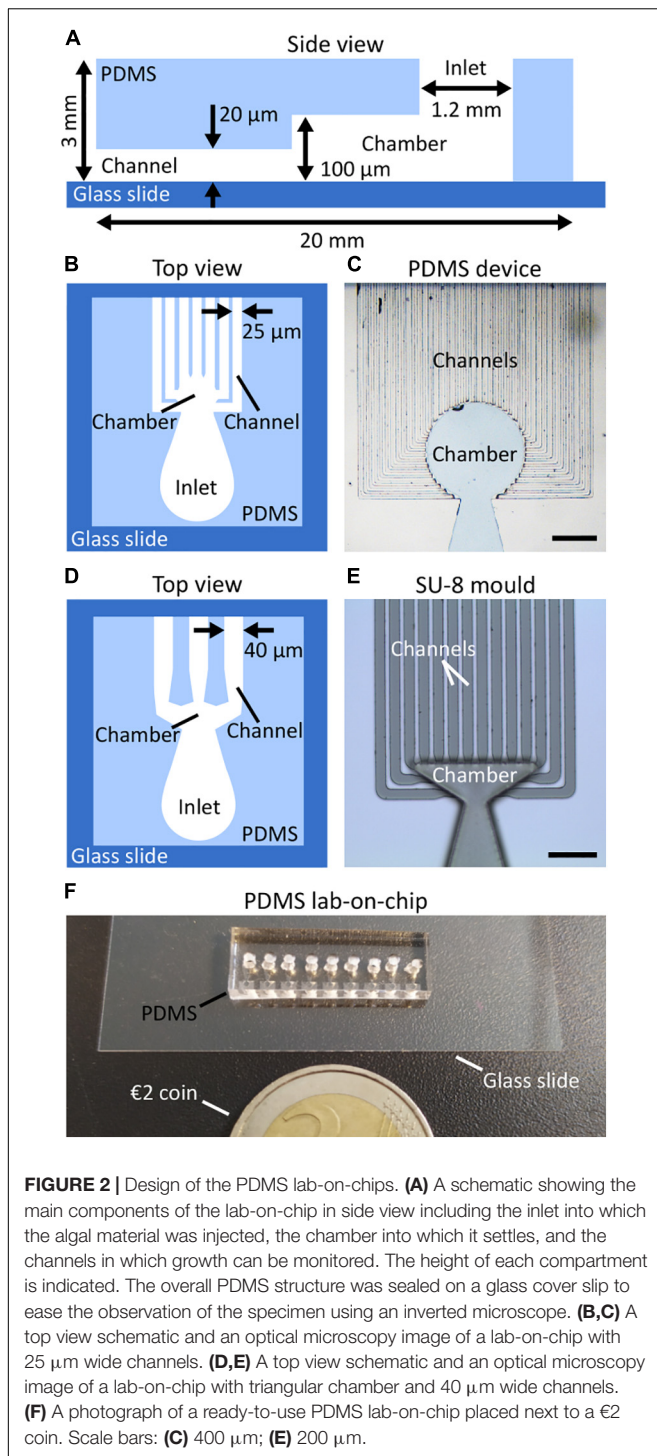 A
Side view
PDMS
Inlet
3 mm
20 µm
1.2 mm
Channel
Chamber
100 µm
Glass slide
20 mm
B
Top view
25 µm
Chamber
Channel
Inlet
PDMS
Glass slide
C
PDMS device
Channels
Chamber
D
Top view
40 µm
Chamber
Channel
Inlet
PDMS
Glass slide
E
SU-8 mould
Channels
Chamber
F
PDMS lab-on-chip
PDMS
€2 coin
Glass slide
FIGURE 2 | Design of the PDMS lab-on-chips. (A) A schematic showing the
main components of the lab-on-chip in side view including the inlet into which
the algal material was injected, the chamber into which it settles, and the
channels in which growth can be monitored. The height of each compartment
is indicated. The overall PDMS structure was sealed on a glass cover slip to
ease the observation of the specimen using an inverted microscope. (B,C) A
top view schematic and an optical microscopy image of a lab-on-chip with
25 µm wide channels. (D,E) A top view schematic and an optical microscopy
image of a lab-on-chip with triangular chamber and 40 µm wide channels.
(F) A photograph of a ready-to-use PDMS lab-on-chip placed next to a €2
coin. Scale bars: (C) 400 µm; (E) 200 µm.